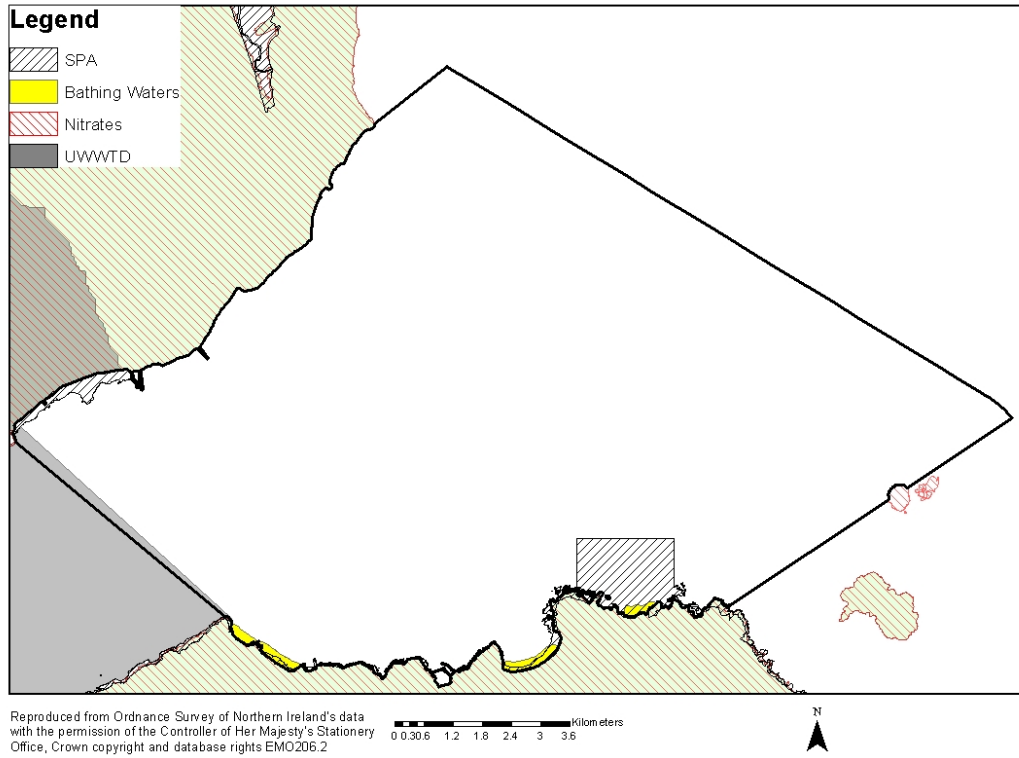 Legend
SPA
Bathing Waters
Nitrates
UWWTD
Reproduced from Ordnance Survey of Northern Ireland's data
with the permission of the Controller of Her Majesty's Stationery
Office, Crown copyright and database rights EMO206.2
Kilometers
0 0.30.6 1.2 1.8 2.4 3 3.6
N